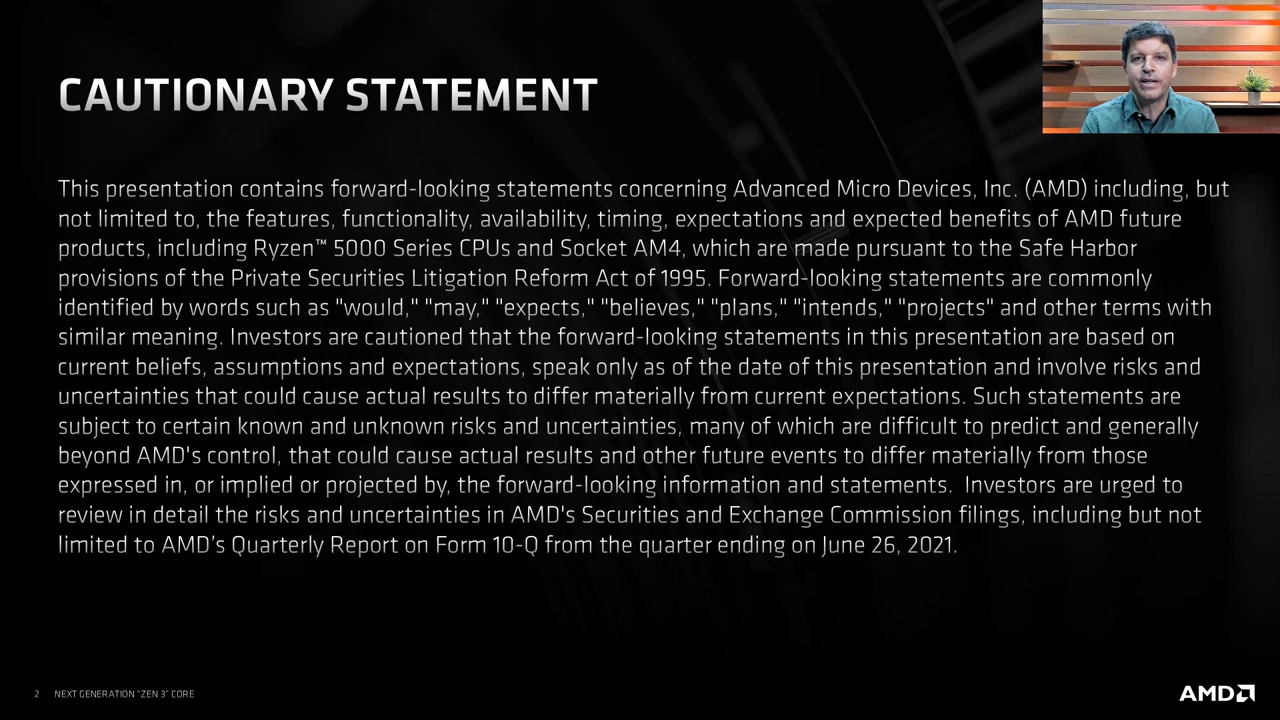 CAUTIONARY STATEMENT
This presentation contains forward-looking statements concerning Advanced Micro Devices, Inc. (AMD) including, but
not limited to, the features, functionality, availability, timing, expectations and expected benefits of AMD future
products, including Ryzen™ 5000 Series CPUs and Socket AM4, which are made pursuant to the Safe Harbor
provisions of the Private Securities Litigation Reform Act of 1995. Forward-looking statements are commonly
identified by words such as "would," "may," "expects," "believes," "plans," "intends," "projects" and other terms with
similar meaning. Investors are cautioned that the forward-looking statements in this presentation are based on
current beliefs, assumptions and expectations, speak only as of the date of this presentation and involve risks and
uncertainties that could cause actual results to differ materially from current expectations. Such statements are
subject to certain known and unknown risks and uncertainties, many of which are difficult to predict and generally
beyond AMD's control, that could cause actual results and other future events to differ materially from those
expressed in, or implied or projected by, the forward-looking information and statements.  Investors are urged to
review in detail the risks and uncertainties in AMD's Securities and Exchange Commission filings, including but not
limited to AMD’s Quarterly Report on Form 10-Q from the quarter ending on June 26, 2021.
2 NEXT GENERATION "ZEN 3" CORE
AMD